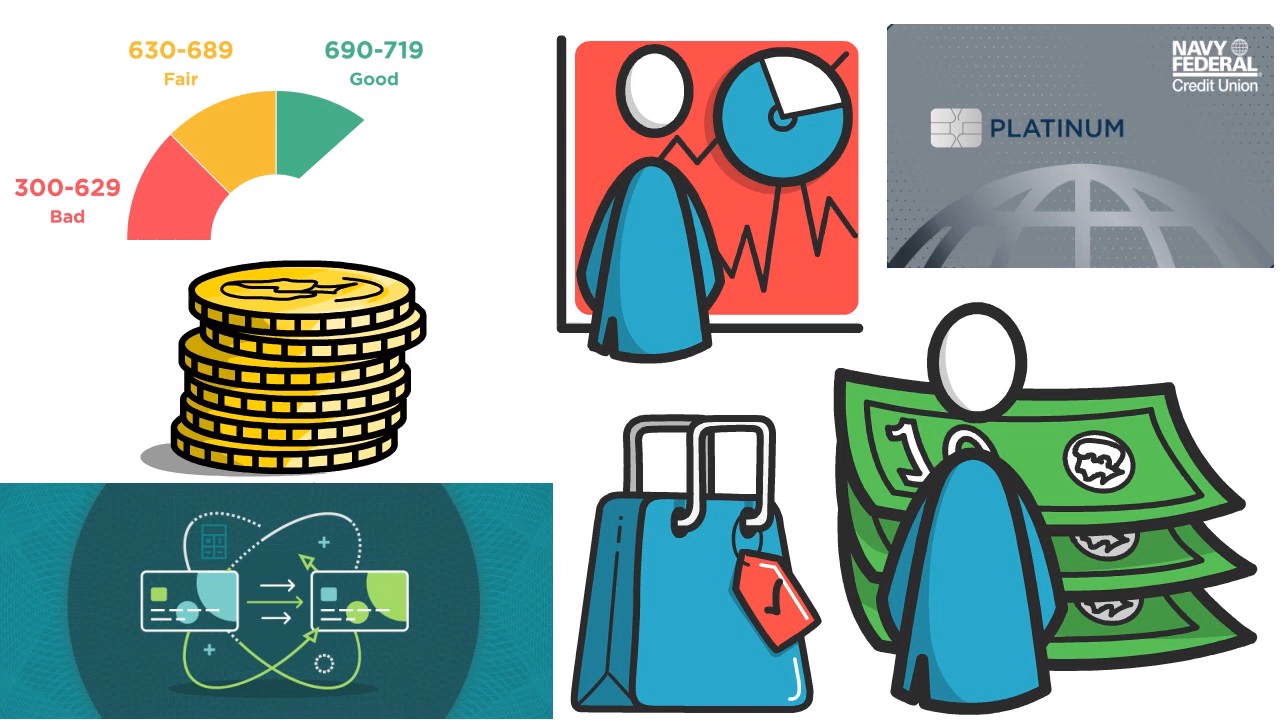 630-689
Fair
690-719
Good
300-629
Bad
NAVY
FEDERAL
Credit Union
PLATINUM
10